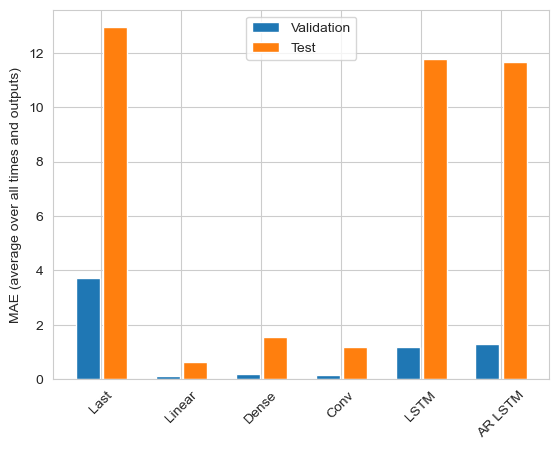 Validation
Test
MAE (average over all times and outputs)
12
10
8
6
4
2
0
Last
Linear
Dense
Conv
LSTM
AR LSTM